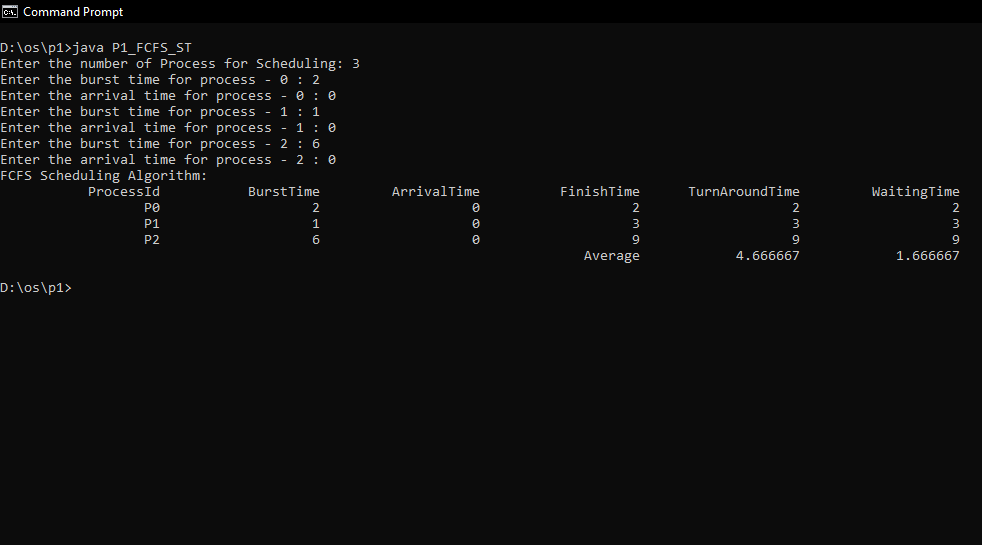 Command Prompt
D:\os\p1>java P1_FCFS_ST
Enter the number of Process for Scheduling: 3
Enter the burst time for process - 0 : 2
Enter the arrival time for process - 0 : 0
Enter the burst time for process - 1 : 1
Enter the arrival time for process - 1 : 0
Enter the burst time for process - 2 : 6
Enter the arrival time for process - 2 : 0
FCFS Scheduling Algorithm:
ProcessId BurstTime ArrivalTime FinishTime TurnAroundTime WaitingTime
P0 2 0 2 2 2
P1 1 0 3 3 3
P2 6 0 9 9 9
Average 4.666667 1.666667
D:\os\p1>